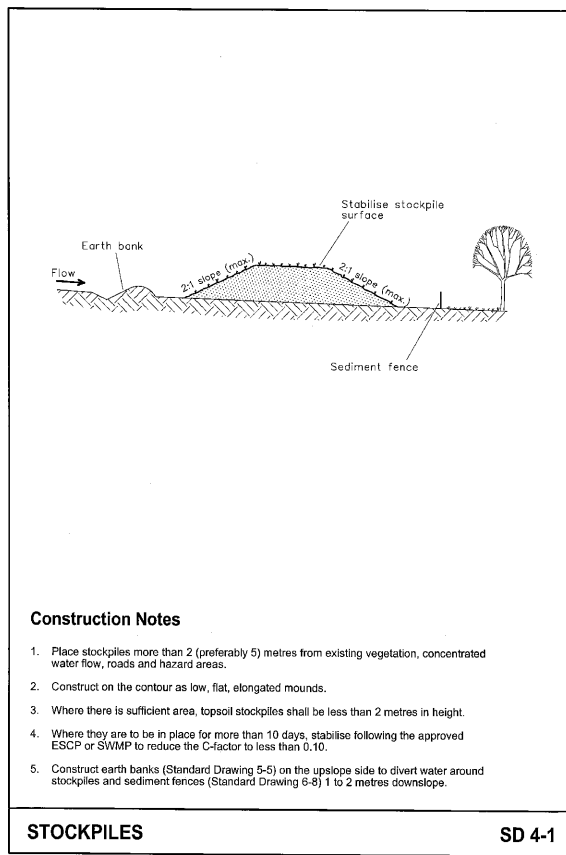 Stabilise stockpile
surface
Earth bank
Flow
2:1 slope (max.)
2:1 slope (max.)
Sediment fence
Construction Notes
1. Place stockpiles more than 2 (preferably 5) metres from existing vegetation, concentrated
water flow, roads and hazard areas.
2. Construct on the contour as low, flat, elongated mounds.
3. Where there is sufficient area, topsoil stockpiles shall be less than 2 metres in height.
4. Where they are to be in place for more than 10 days, stabilise following the approved
ESCP or SWMP to reduce the C-factor to less than 0.10.
5. Construct earth banks (Standard Drawing 5-5) on the upslope side to divert water around
stockpiles and sediment fences (Standard Drawing 6-8) 1 to 2 metres downslope.
STOCKPILES SD 4-1